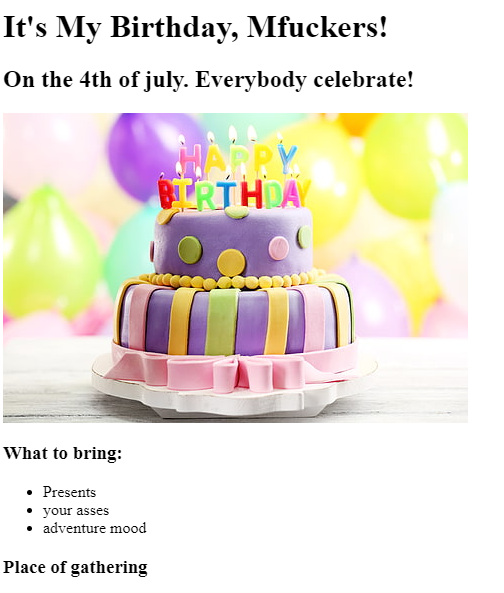 It's My Birthday, Mfuckers!
On the 4th of july. Everybody celebrate!
HAPPY
BIRTHDAY
What to bring:
Presents
your asses
adventure mood
Place of gathering